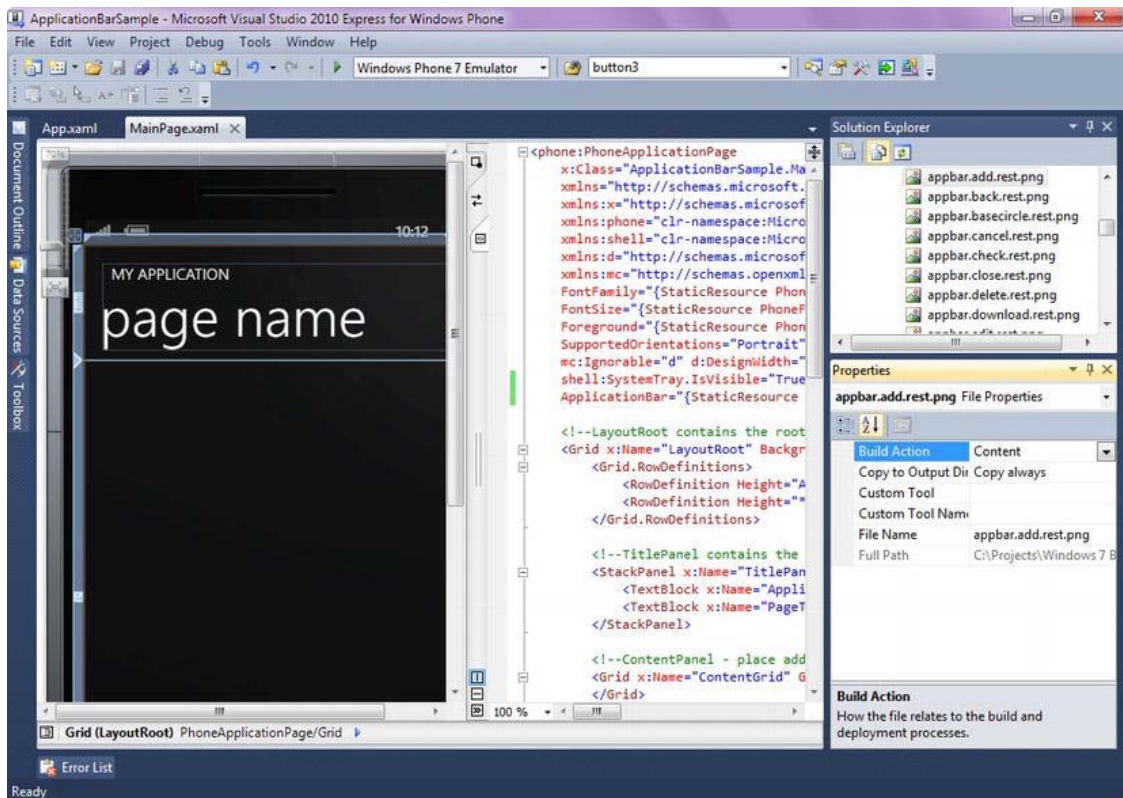 ApplicationBarSample - Microsoft Visual Studio 2010 Express for Windows Phone
File Edit View Project Debug Tools Window Help
Windows Phone 7 Emulator
button3
App.xaml
MainPage.xaml
Document Outline
Data Sources
Toolbox
10:12
MY APPLICATION
page name
<phone:PhoneApplicationPage
x:Class="ApplicationBarSample.Ma
xmlns="http://schemas.microsoft.
xmlns:x="http://schemas.microsof
xmlns:phone="clr-namespace:Micro
xmlns:shell="clr-namespace:Micro
xmlns:d="http://schemas.microsof
xmlns:mc="http://schemas.openxml
FontFamily="{StaticResource Phon
FontSize="{StaticResource PhoneF
Foreground="{StaticResource Phon
SupportedOrientations="Portrait"
mc:Ignorable="d" d:DesignWidth="
shell:SystemTray.IsVisible="True
ApplicationBar="{StaticResource
<!--LayoutRoot contains the root
<Grid x:Name="LayoutRoot" Backgr
<Grid.RowDefinitions>
<RowDefinition Height="A
<RowDefinition Height="*
</Grid.RowDefinitions>
<!--TitlePanel contains the
<StackPanel x:Name="TitlePan
<TextBlock x:Name="Appli
<TextBlock x:Name="PageT
</StackPanel>
<!--ContentPanel - place add
<Grid x:Name="ContentGrid" G
</Grid>
100 %
Grid (LayoutRoot) PhoneApplicationPage/Grid
Solution Explorer
appbar.add.rest.png
appbar.back.rest.png
appbar.basecircle.rest.png
appbar.cancel.rest.png
appbar.check.rest.png
appbar.close.rest.png
appbar.delete.rest.png
appbar.download.rest.png
Properties
appbar.add.rest.png File Properties
Build Action Content
Copy to Output Dir Copy always
Custom Tool
Custom Tool Nam
File Name appbar.add.rest.png
Full Path C:\Projects\Windows 7 B
Build Action
How the file relates to the build and
deployment processes.
Error List
Ready